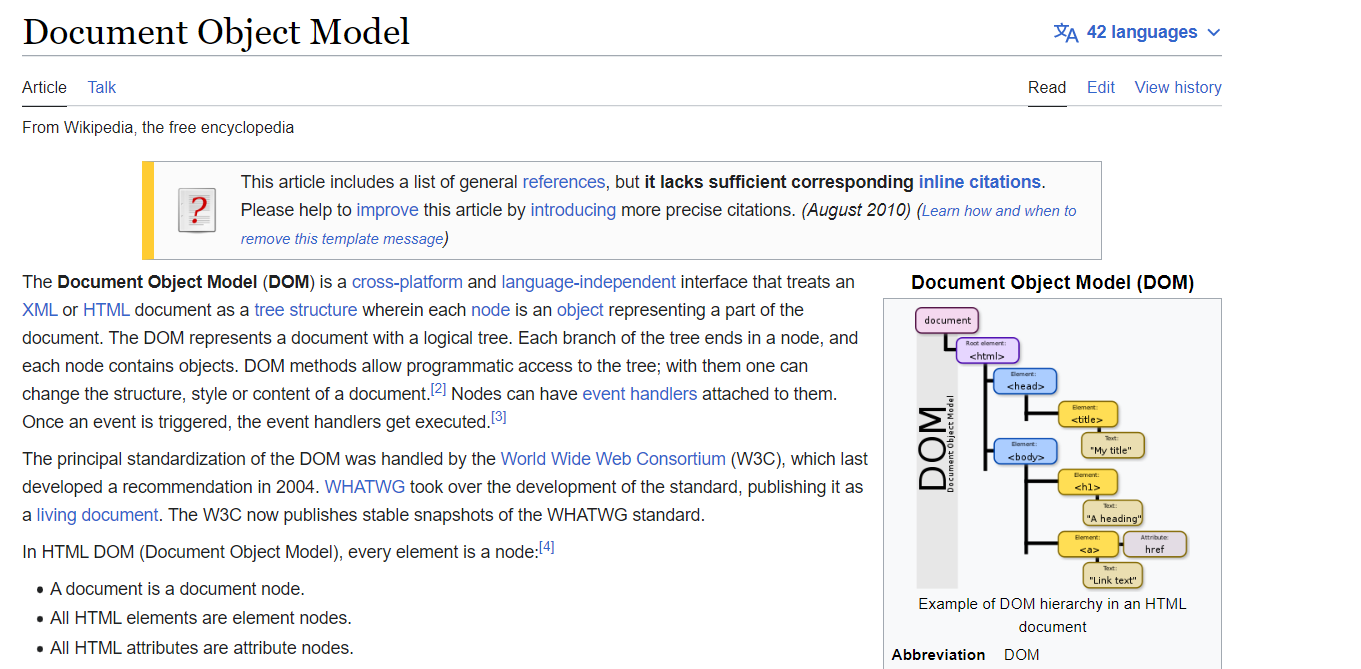 Document Object Model
42 languages
Article Talk
Read Edit View history
From Wikipedia, the free encyclopedia
This article includes a list of general references, but it lacks sufficient corresponding inline citations.
Please help to improve this article by introducing more precise citations. (August 2010) (Learn how and when to
remove this template message)
The Document Object Model (DOM) is a cross-platform and language-independent interface that treats an
XML or HTML document as a tree structure wherein each node is an object representing a part of the
document. The DOM represents a document with a logical tree. Each branch of the tree ends in a node, and
each node contains objects. DOM methods allow programmatic access to the tree; with them one can
change the structure, style or content of a document.[2] Nodes can have event handlers attached to them.
Once an event is triggered, the event handlers get executed.[3]
The principal standardization of the DOM was handled by the World Wide Web Consortium (W3C), which last
developed a recommendation in 2004. WHATWG took over the development of the standard, publishing it as
a living document. The W3C now publishes stable snapshots of the WHATWG standard.
In HTML DOM (Document Object Model), every element is a node:[4]
• A document is a document node.
• All HTML elements are element nodes.
• All HTML attributes are attribute nodes.
Document Object Model (DOM)
DOM
Document Object Model
document
Root element:
<html>
Element:
<head>
Element:
<title>
Text:
"My title"
Element:
<body>
Element:
<h1>
Text:
"A heading"
Element:
<a>
Attribute:
href
Text:
"Link text"
Example of DOM hierarchy in an HTML
document
Abbreviation DOM